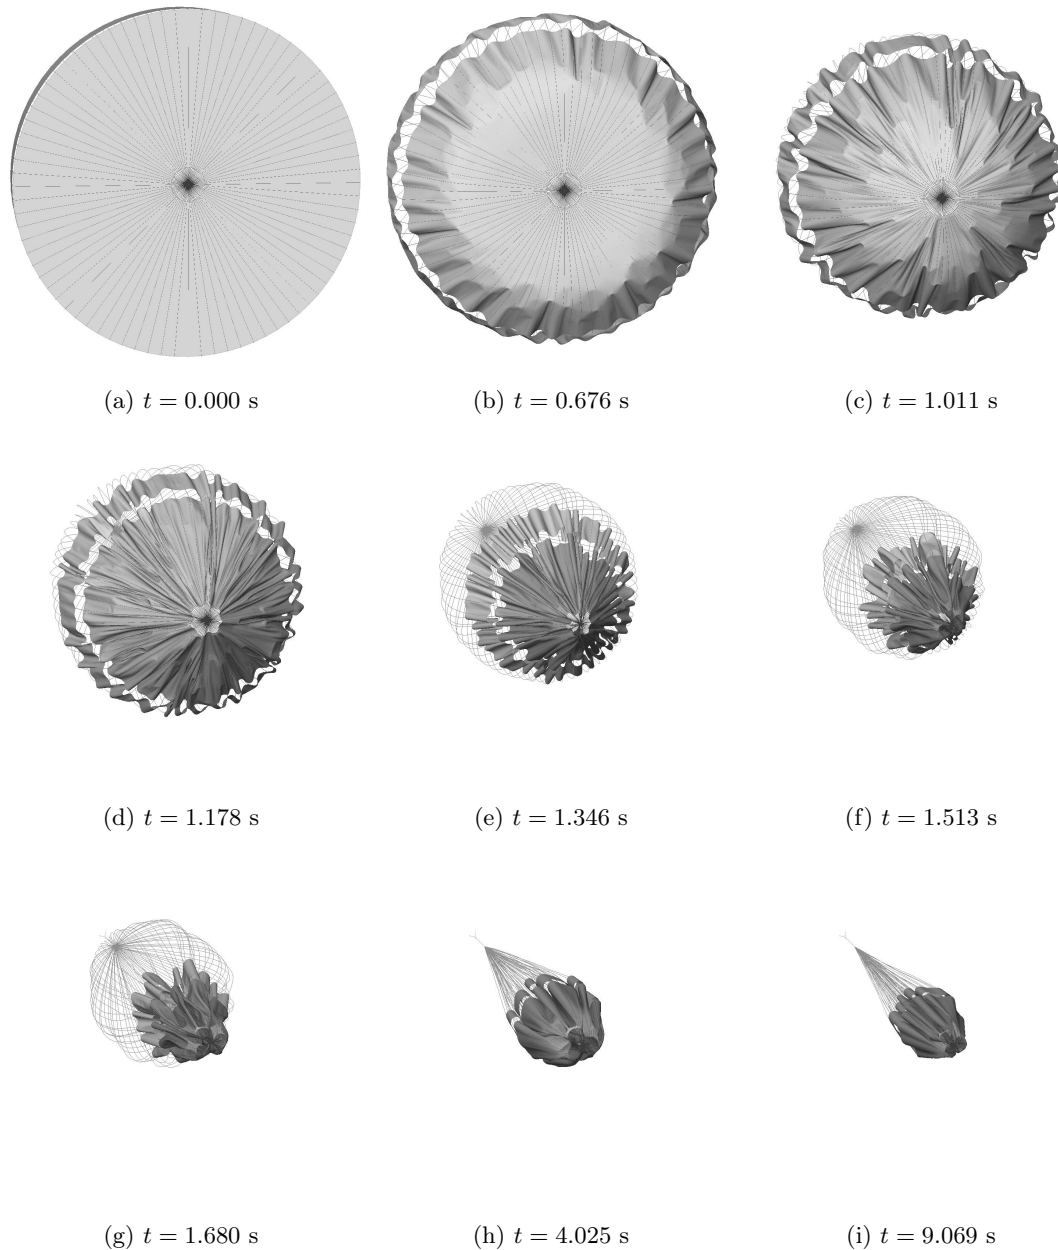 (a) t = 0.000 s
(b) t = 0.676 s
(c) t = 1.011 s
(d) t = 1.178 s
(e) t = 1.346 s
(f) t = 1.513 s
(g) t = 1.680 s
(h) t = 4.025 s
(i) t = 9.069 s